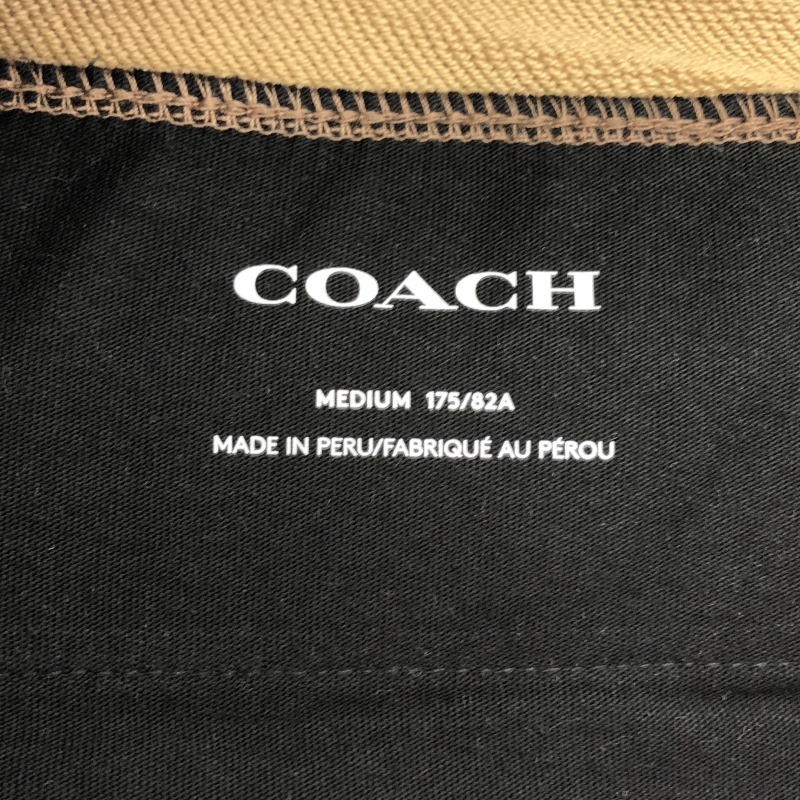 COACH
MEDIUM 175/82A
MADE IN PERU/FABRIQUÉ AU PÉROU